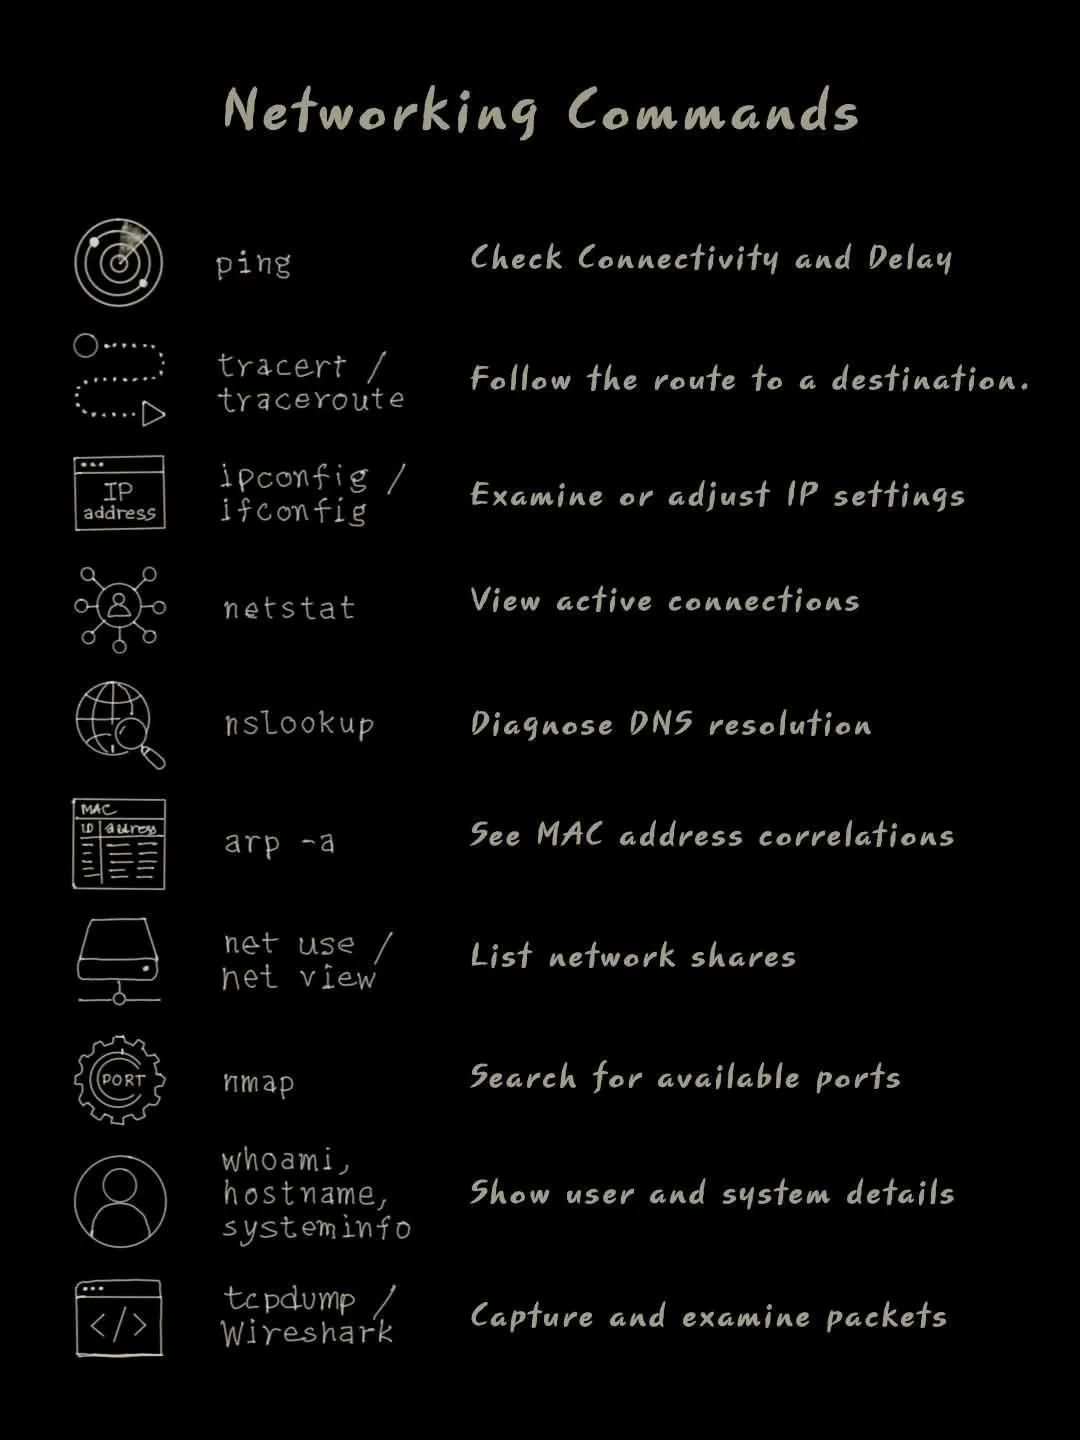 Networking Commands
ping
Check Connectivity and Delay
tracert /
traceroute
Follow the route to a destination.
IP
address
ipconfig /
ifconfig
Examine or adjust IP settings
netstat
View active connections
nslookup
Diagnose DNS resolution
MAC
ID address
arp -a
See MAC address correlations
net use /
net view
List network shares
PORT
nmap
Search for available ports
whoami,
hostname,
systeminfo
Show user and system details
</>
tcpdump /
Wireshark
Capture and examine packets